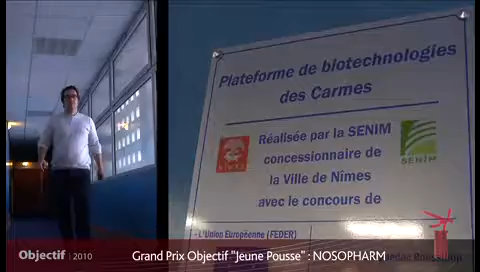 Plateforme de biotechnologies
des Carmes
Réalisée par la SENIM
concessionnaire de
la Ville de Nîmes
avec le concours de
NIMES
SENIM
- L'Union Européenne (FEDER)
Objectif | 2010
Grand Prix Objectif "Jeune Pousse" : NOSOPHARM